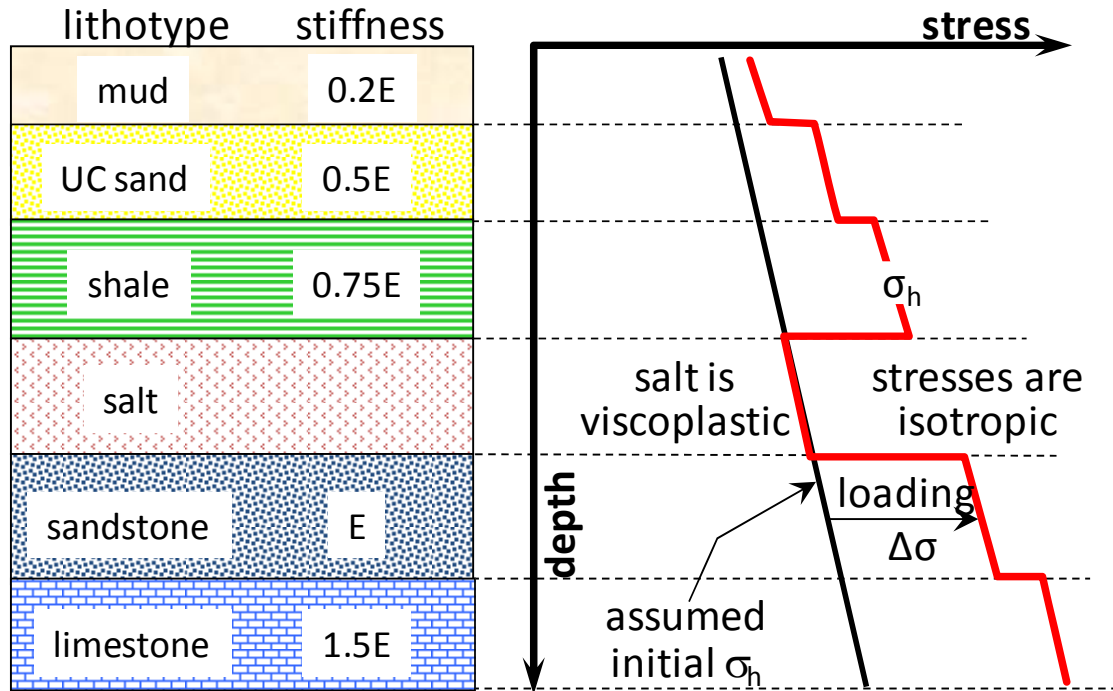 lithotype stiffness stress
mud 0.2E
UC sand 0.5E
shale 0.75E
σh
salt
salt is
viscoplastic
stresses are
isotropic
sandstone E
depth
loading
Δσ
limestone 1.5E
assumed
initial σh